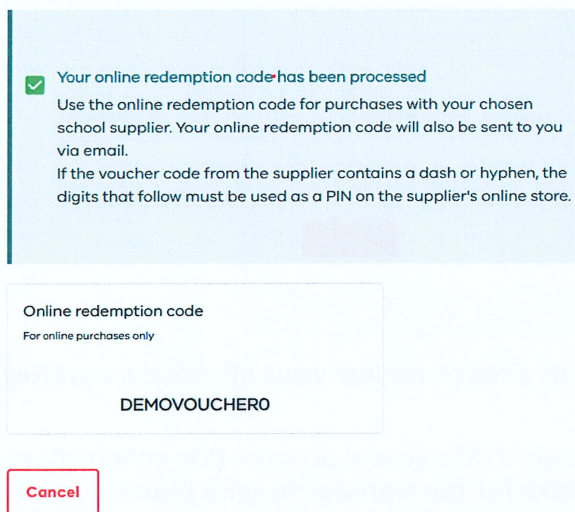 Your online redemption code has been processed
Use the online redemption code for purchases with your chosen
school supplier. Your online redemption code will also be sent to you
via email.
If the voucher code from the supplier contains a dash or hyphen, the
digits that follow must be used as a PIN on the supplier's online store.
Online redemption code
For online purchases only
DEMOVOUCHER0
Cancel